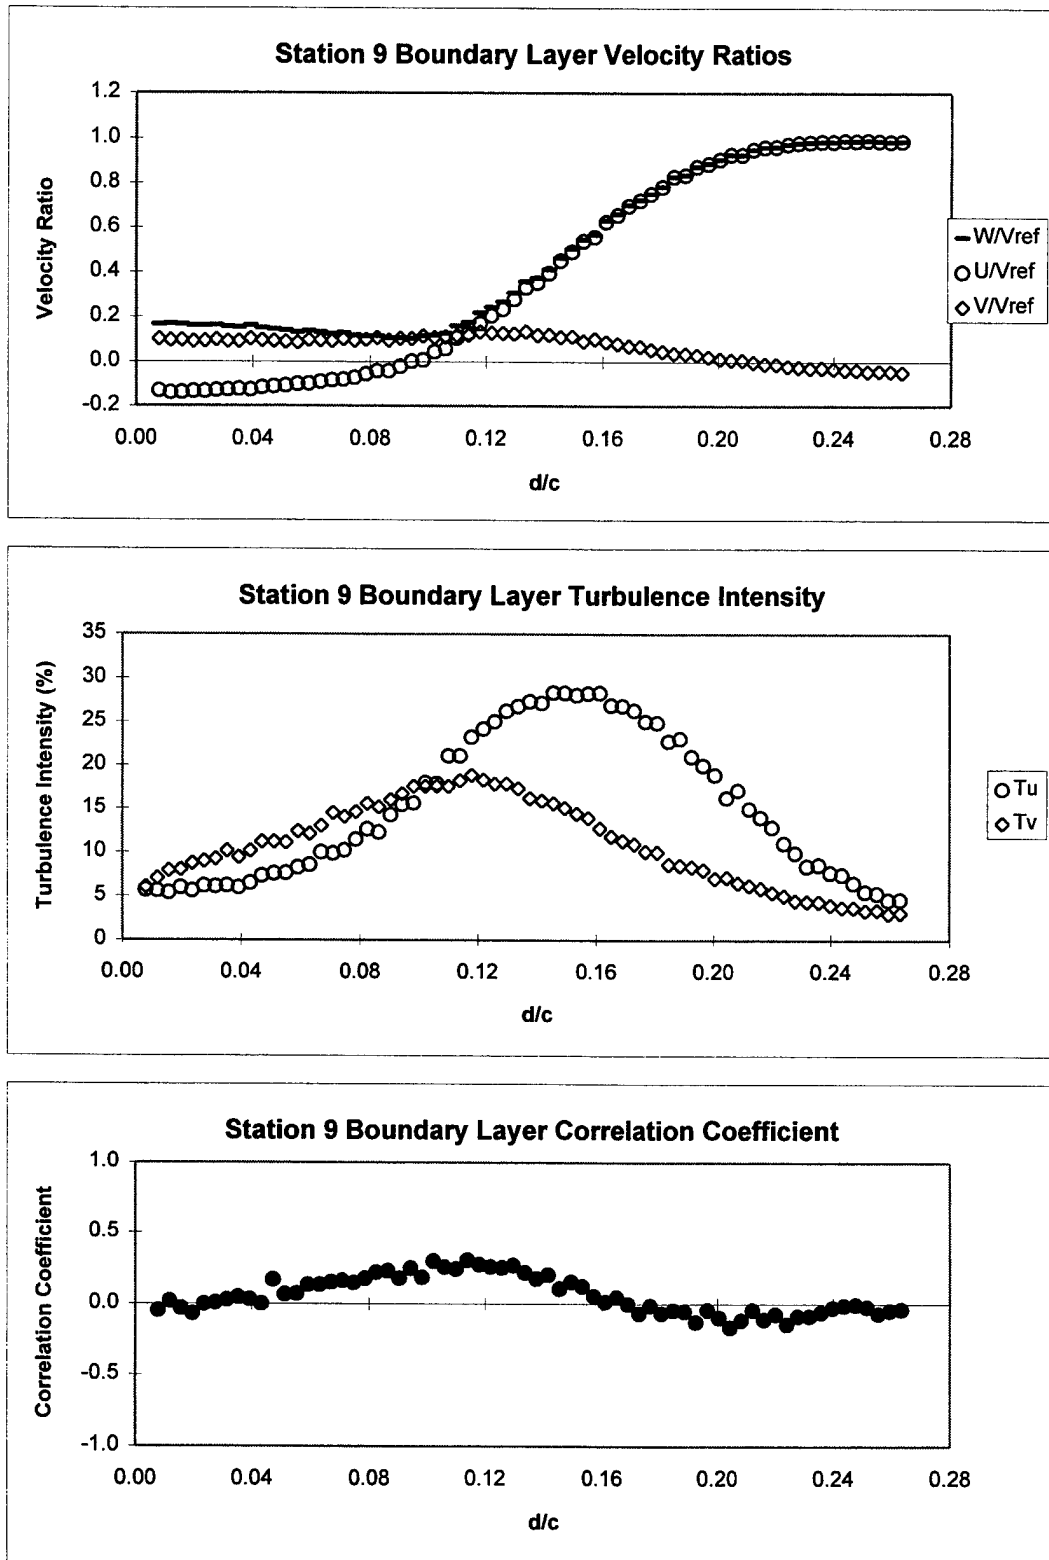 Station 9 Boundary Layer Velocity Ratios
1.2
1.0
0.8
0.6
0.4
0.2
0.0
-0.2
Velocity Ratio
0.00 0.04 0.08 0.12 0.16 0.20 0.24 0.28
d/c
W/Vref
U/Vref
V/Vref
Station 9 Boundary Layer Turbulence Intensity
35
30
25
20
15
10
5
0
Turbulence Intensity (%)
0.00 0.04 0.08 0.12 0.16 0.20 0.24 0.28
d/c
Tu
Tv
Station 9 Boundary Layer Correlation Coefficient
1.0
0.5
0.0
-0.5
-1.0
Correlation Coefficient
0.00 0.04 0.08 0.12 0.16 0.20 0.24 0.28
d/c